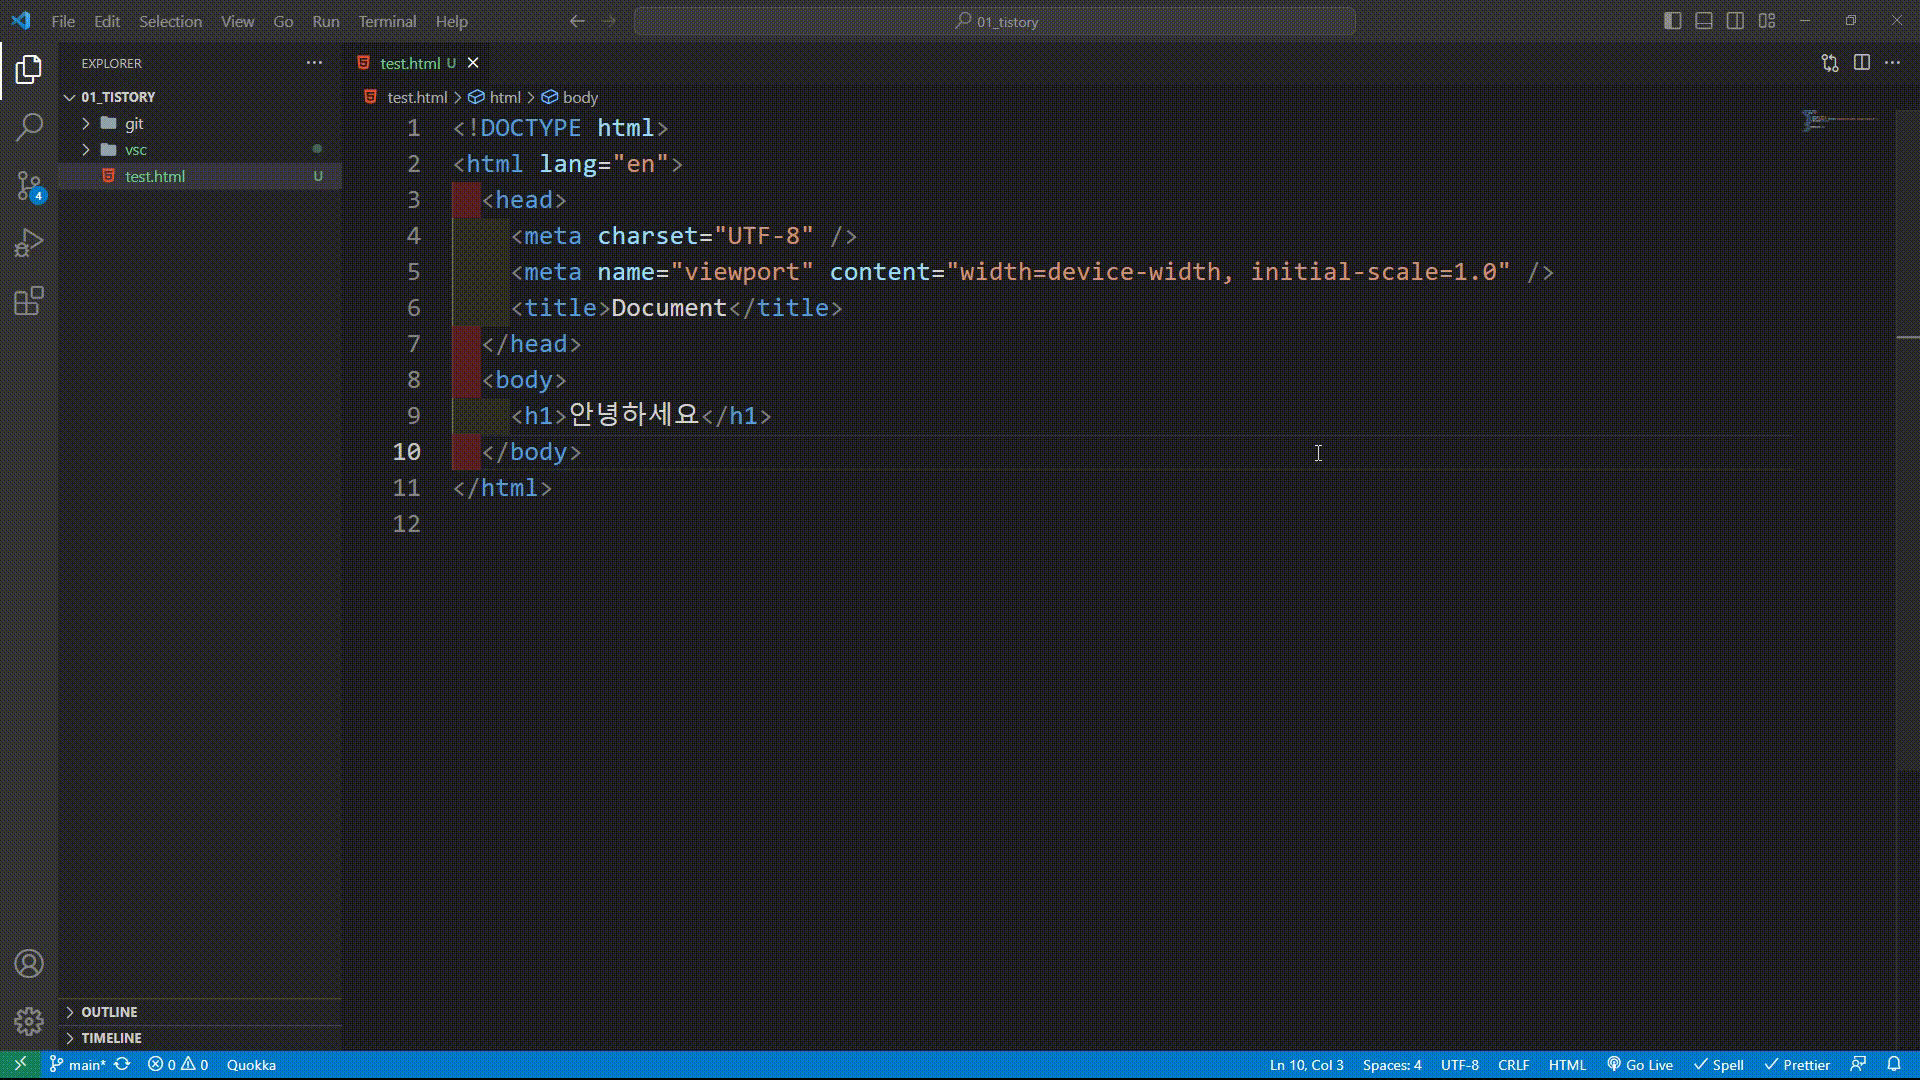 File Edit Selection View Go Run Terminal Help
01_tistory
EXPLORER
01_TISTORY
git
vsc
test.html U
OUTLINE
TIMELINE
test.html U
test.html > html > body
1 <!DOCTYPE html>
2 <html lang="en">
3 <head>
4 <meta charset="UTF-8" />
5 <meta name="viewport" content="width=device-width, initial-scale=1.0" />
6 <title>Document</title>
7 </head>
8 <body>
9 <h1>안녕하세요</h1>
10 </body>
11 </html>
12
4
main* 0 0 Quokka Ln 10, Col 3 Spaces: 4 UTF-8 CRLF HTML Go Live Spell Prettier